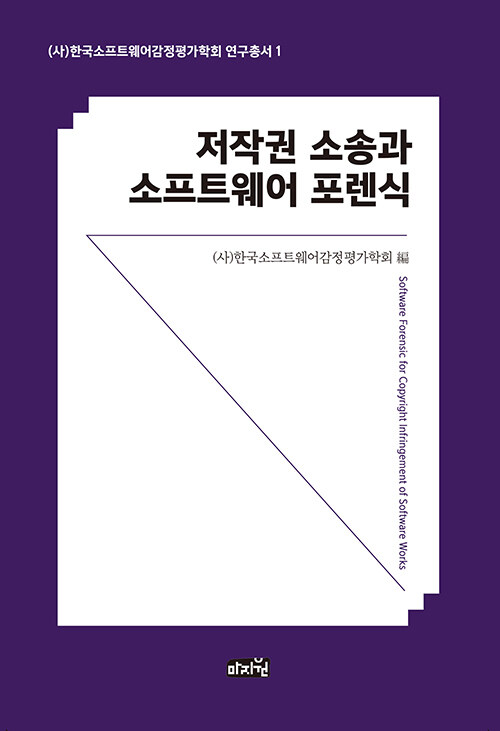 (사)한국소프트웨어감정평가학회 연구총서 1
저작권 소송과
소프트웨어 포렌식
(사)한국소프트웨어감정평가학회 編
Software Forensic for Copyright Infringement of Software Works
마지원